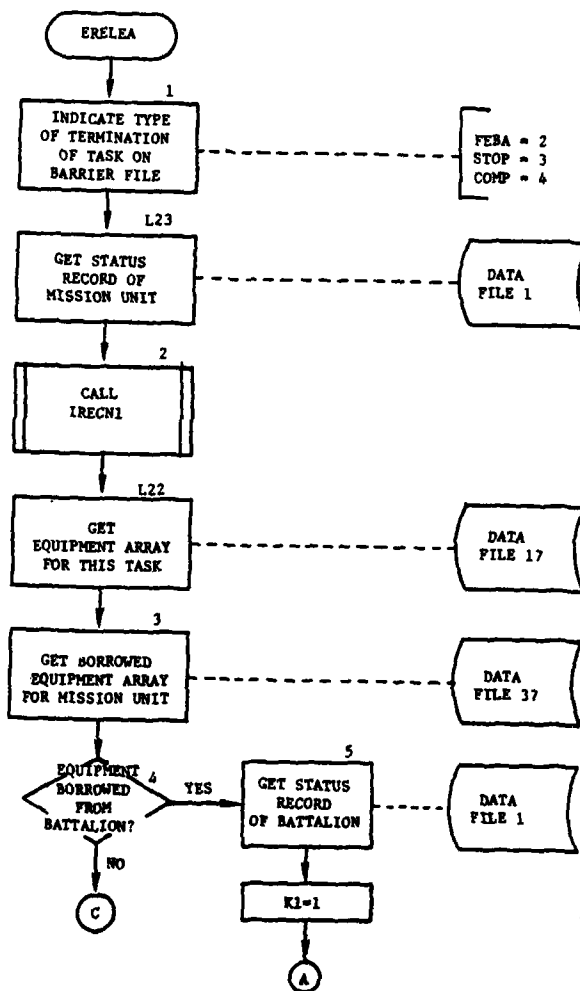 ERELEA
1
INDICATE TYPE
OF TERMINATION
OF TASK ON
BARRIER FILE
FEBA = 2
STOP = 3
COMP = 4
L23
GET STATUS
RECORD OF
MISSION UNIT
DATA
FILE 1
2
CALL
IRECN1
L22
GET
EQUIPMENT ARRAY
FOR THIS TASK
DATA
FILE 17
3
GET BORROWED
EQUIPMENT ARRAY
FOR MISSION UNIT
DATA
FILE 37
4
EQUIPMENT
BORROWED
FROM
BATTALION?
YES
5
GET STATUS
RECORD
OF BATTALION
DATA
FILE 1
NO
C
K1=1
A